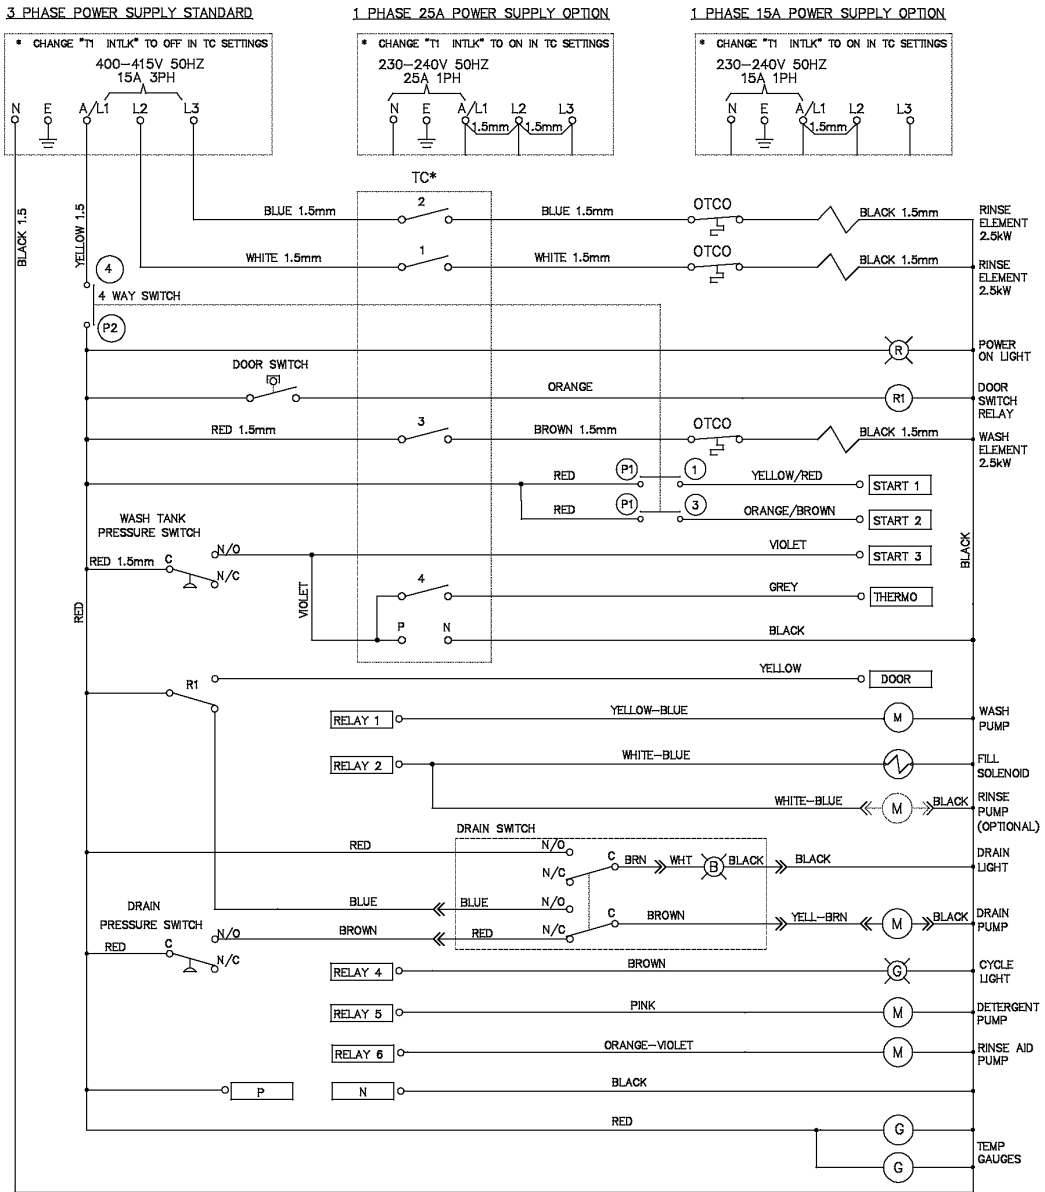 3 PHASE POWER SUPPLY STANDARD
1 PHASE 25A POWER SUPPLY OPTION
1 PHASE 15A POWER SUPPLY OPTION
* CHANGE "T1 INTLK" TO OFF IN TC SETTINGS
* CHANGE "T1 INTLK" TO ON IN TC SETTINGS
* CHANGE "T1 INTLK" TO ON IN TC SETTINGS
400-415V 50HZ
15A 3PH
230-240V 50HZ
25A 1PH
230-240V 50HZ
15A 1PH
N E A/L1 L2 L3
N E A/L1 L2 L3
N E A/L1 L2 L3
1.5mm 1.5mm
1.5mm
TC*
BLACK 1.5
YELLOW 1.5
BLUE 1.5mm
2
BLUE 1.5mm
OTCO
BLACK 1.5mm
RINSE
ELEMENT
2.5kW
WHITE 1.5mm
1
WHITE 1.5mm
OTCO
BLACK 1.5mm
RINSE
ELEMENT
2.5kW
4
4 WAY SWITCH
P2
R
POWER
ON LIGHT
DOOR SWITCH
ORANGE
R1
DOOR
SWITCH
RELAY
RED 1.5mm
3
BROWN 1.5mm
OTCO
BLACK 1.5mm
WASH
ELEMENT
2.5kW
RED
P1
1
YELLOW/RED
START 1
RED
P1
3
ORANGE/BROWN
START 2
WASH TANK
PRESSURE SWITCH
RED 1.5mm
C
N/O
N/C
VIOLET
START 3
BLACK
VIOLET
4
GREY
THERMO
RED
P
N
BLACK
R1
YELLOW
DOOR
RELAY 1
YELLOW-BLUE
M
WASH
PUMP
RELAY 2
WHITE-BLUE
FILL
SOLENOID
WHITE-BLUE
M
BLACK
RINSE
PUMP
(OPTIONAL)
DRAIN SWITCH
RED
N/O
N/C
C
BRN
WHT
B
BLACK
BLACK
DRAIN
LIGHT
BLUE
BLUE
N/O
N/C
C
BROWN
YELL-BRN
M
BLACK
DRAIN
PUMP
DRAIN
PRESSURE SWITCH
RED
C
N/O
N/C
BROWN
RED
RELAY 4
BROWN
G
CYCLE
LIGHT
RELAY 5
PINK
M
DETERGENT
PUMP
RELAY 6
ORANGE-VIOLET
M
RINSE AID
PUMP
P
N
BLACK
RED
G
G
TEMP
GAUGES